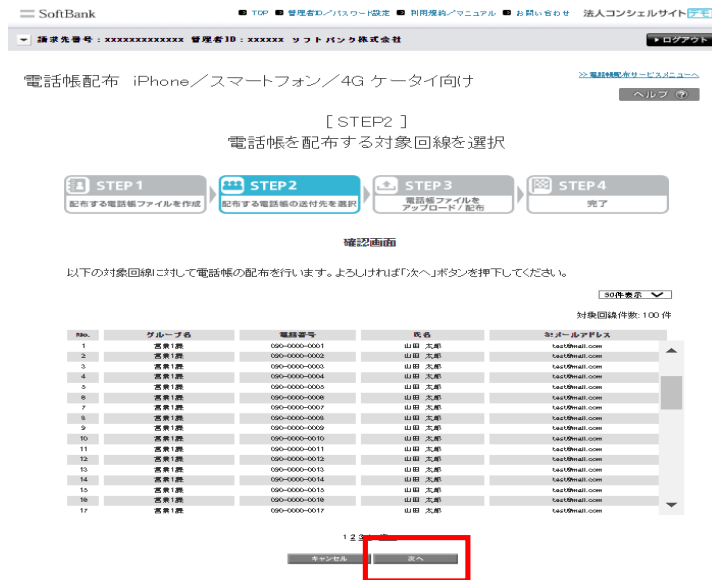 SoftBank
TOP 管理者ID／パスワード設定 利用規約／マニュアル お問い合わせ 法人コンシェルサイト デモ
請求先番号：xxxxxxxxxxxxx 管理者ID：xxxxxx ソフトバンク株式会社 ログアウト
電話帳配布 iPhone／スマートフォン／4G ケータイ向け
>> 電話帳配布サービスメニューへ
ヘルプ ?
[ STEP2 ]
電話帳を配布する対象回線を選択
STEP 1
配布する電話帳ファイルを作成
STEP 2
配布する電話帳の送付先を選択
STEP 3
電話帳ファイルを
アップロード / 配布
STEP 4
完了
確認画面
以下の対象回線に対して電話帳の配布を行います。よろしければ「次へ」ボタンを押下してください。
50件表示
対象回線件数: 100 件
No. グループ名 電話番号 氏名 S!メールアドレス
1 営業1課 090-0000-0001 山田 太郎 test@mail.com
2 営業1課 090-0000-0002 山田 太郎 test@mail.com
3 営業1課 090-0000-0003 山田 太郎 test@mail.com
4 営業1課 090-0000-0004 山田 太郎 test@mail.com
5 営業1課 090-0000-0005 山田 太郎 test@mail.com
6 営業1課 090-0000-0006 山田 太郎 test@mail.com
7 営業1課 090-0000-0007 山田 太郎 test@mail.com
8 営業1課 090-0000-0008 山田 太郎 test@mail.com
9 営業1課 090-0000-0009 山田 太郎 test@mail.com
10 営業1課 090-0000-0010 山田 太郎 test@mail.com
11 営業1課 090-0000-0011 山田 太郎 test@mail.com
12 営業1課 090-0000-0012 山田 太郎 test@mail.com
13 営業1課 090-0000-0013 山田 太郎 test@mail.com
14 営業1課 090-0000-0014 山田 太郎 test@mail.com
15 営業1課 090-0000-0015 山田 太郎 test@mail.com
16 営業1課 090-0000-0016 山田 太郎 test@mail.com
17 営業1課 090-0000-0017 山田 太郎 test@mail.com
1 2 3
キャンセル 次へ